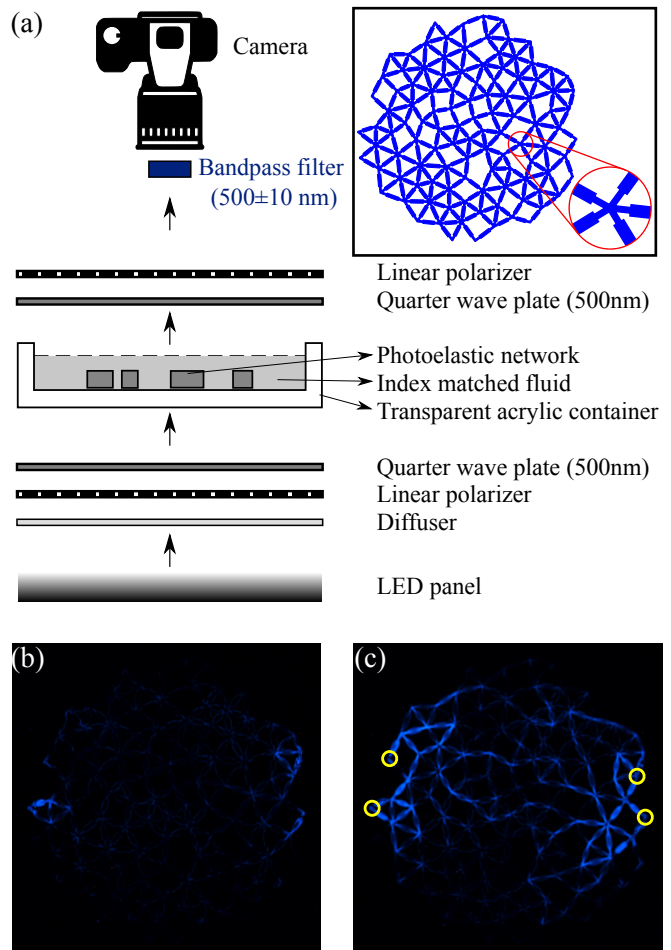 (a)
Camera
Bandpass filter
(500±10 nm)
Linear polarizer
Quarter wave plate (500nm)
Photoelastic network
Index matched fluid
Transparent acrylic container
Quarter wave plate (500nm)
Linear polarizer
Diffuser
LED panel
(b)
(c)